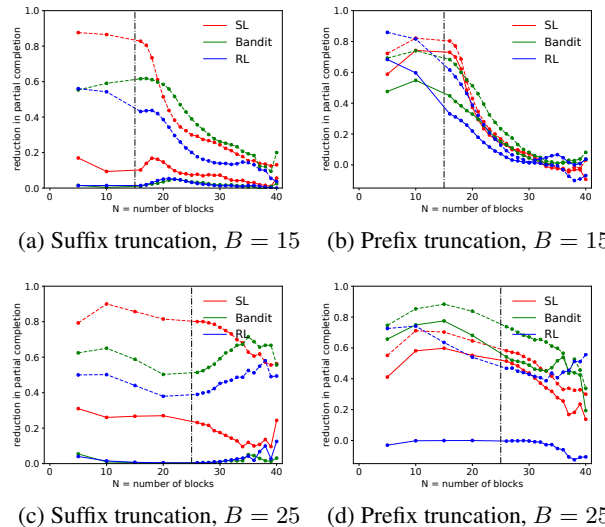 reduction in partial completion
1.0
0.8
0.6
0.4
0.2
0.0
SL
Bandit
RL
0 10 20 30 40
N = number of blocks
(a) Suffix truncation, B = 15
reduction in partial completion
1.0
0.8
0.6
0.4
0.2
0.0
SL
Bandit
RL
0 10 20 30 40
N = number of blocks
(b) Prefix truncation, B = 15
reduction in partial completion
1.0
0.8
0.6
0.4
0.2
0.0
SL
Bandit
RL
0 10 20 30 40
N = number of blocks
(c) Suffix truncation, B = 25
reduction in partial completion
1.0
0.8
0.6
0.4
0.2
0.0
SL
Bandit
RL
0 10 20 30 40
N = number of blocks
(d) Prefix truncation, B = 25